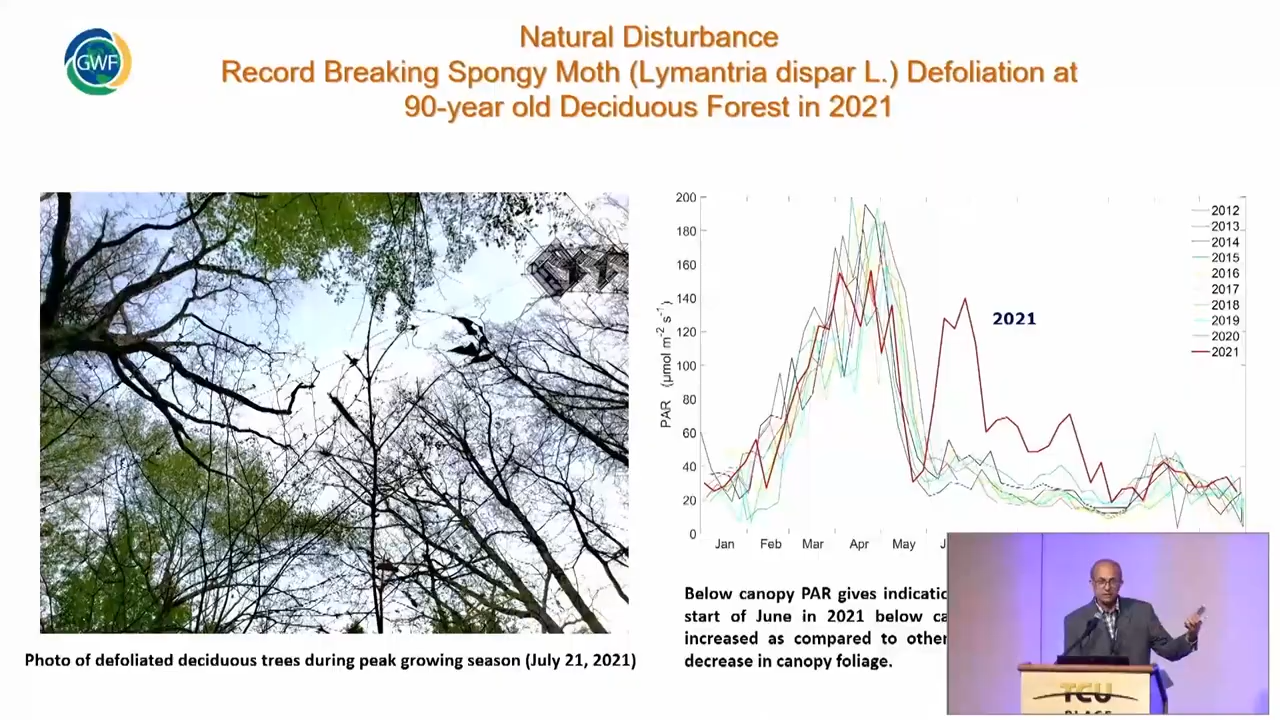 GWF
Natural Disturbance
Record Breaking Spongy Moth (Lymantria dispar L.) Defoliation at
90-year old Deciduous Forest in 2021
Photo of defoliated deciduous trees during peak growing season (July 21, 2021)
200
180
160
140
120
100
80
60
40
20
0
PAR (μmol m-2 s-1)
Jan Feb Mar Apr May
2021
2012
2013
2014
2015
2016
2017
2018
2019
2020
2021
Below canopy PAR gives
start of June in 2021 below
increased as compared to
decrease in canopy foliage.
TCU
PLACE